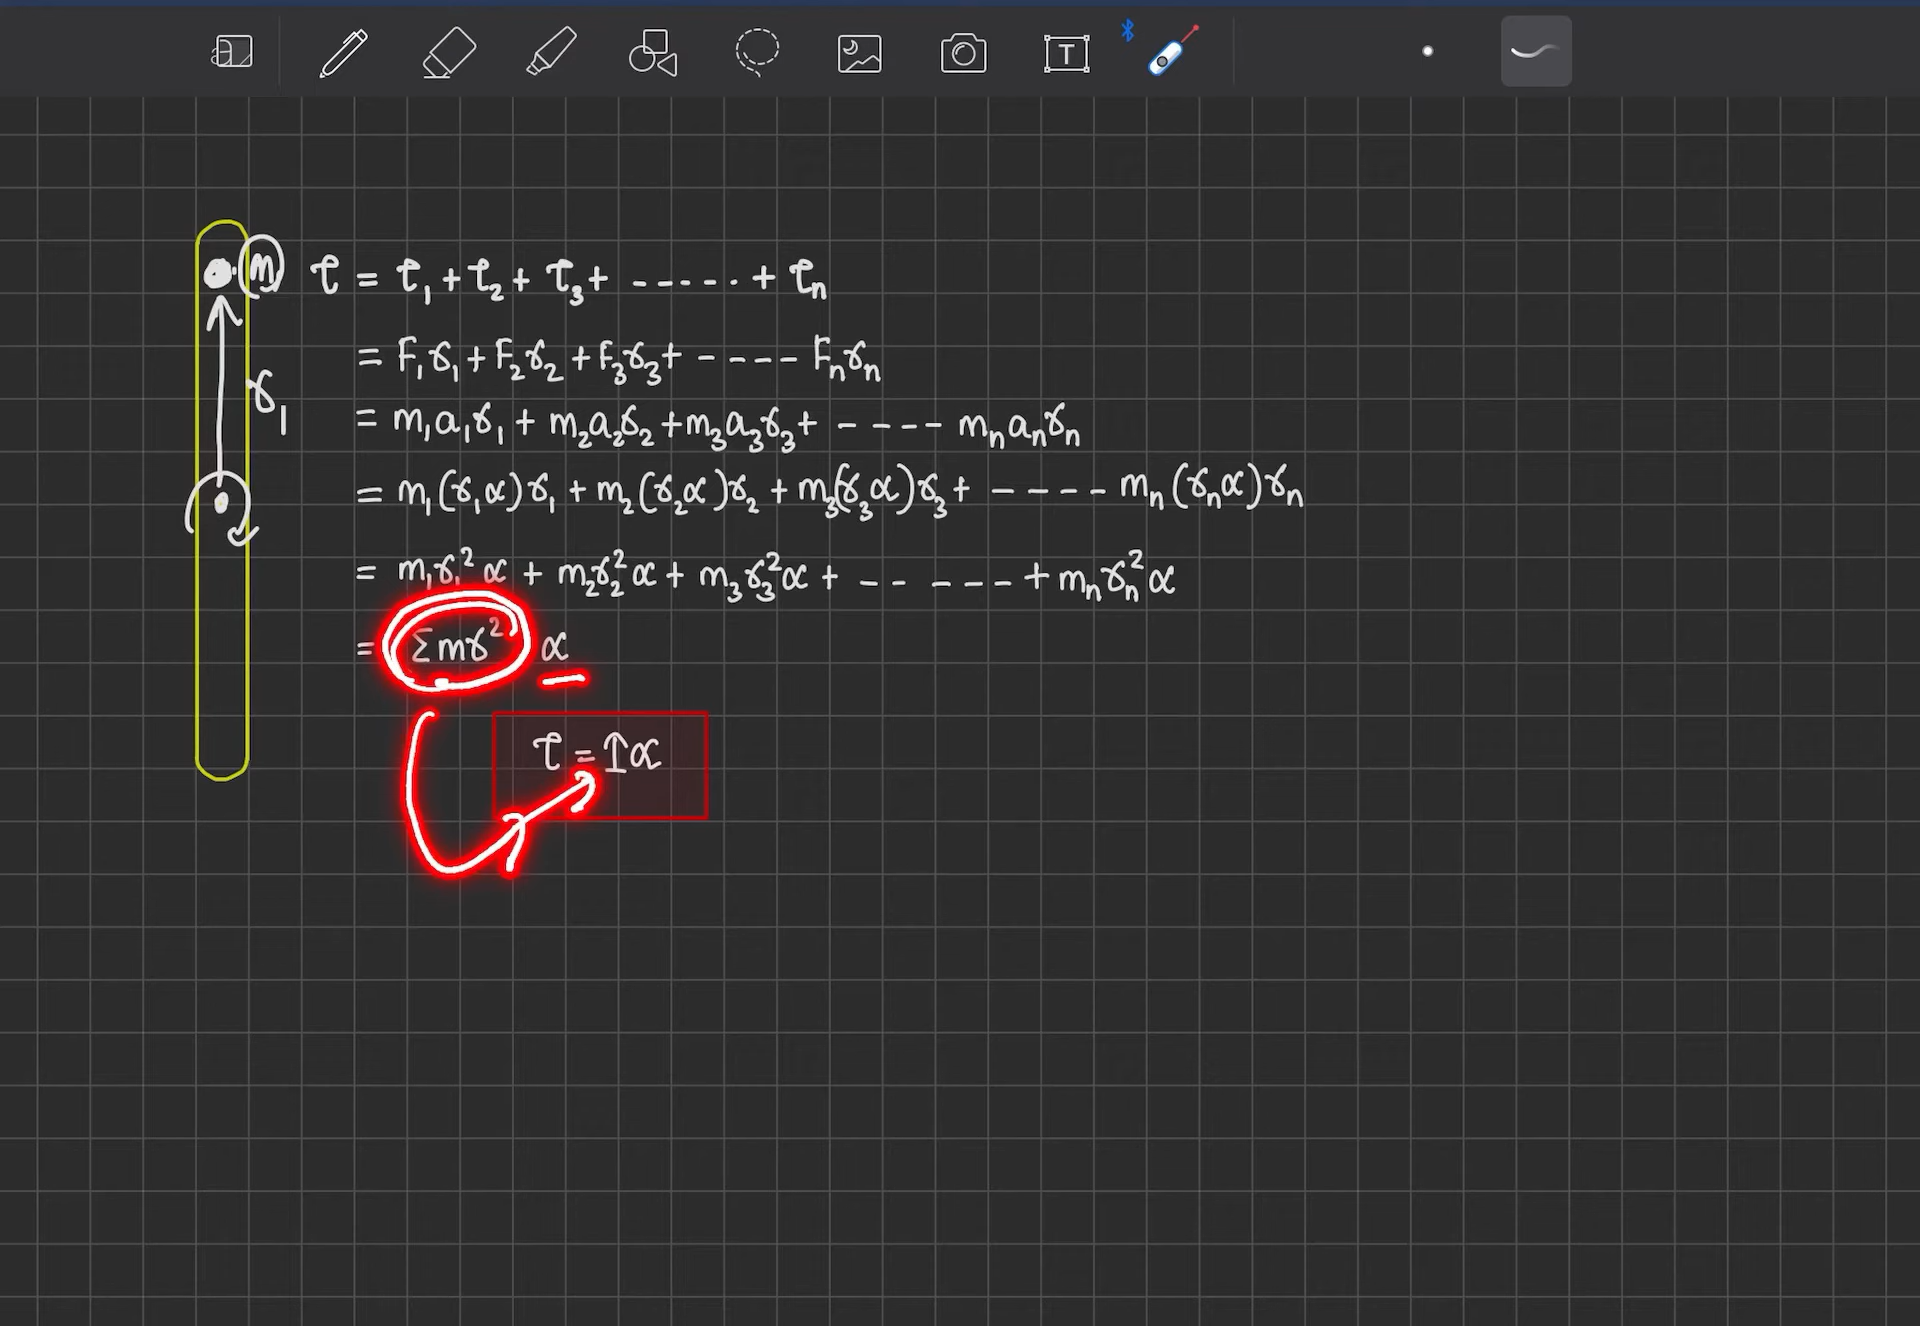 m τ = τ₁ + τ₂ + τ₃ + ------ + τₙ
r₁
= F₁r₁ + F₂r₂ + F₃r₃ + ---- Fₙrₙ
= m₁a₁r₁ + m₂a₂r₂ + m₃a₃r₃ + ---- mₙaₙrₙ
= m₁(r₁α)r₁ + m₂(r₂α)r₂ + m₃(r₃α)r₃ + ---- mₙ(rₙα)rₙ
= m₁r₁²α + m₂r₂²α + m₃r₃²α + ----- + mₙrₙ²α
= Σmr² α
τ = Iα